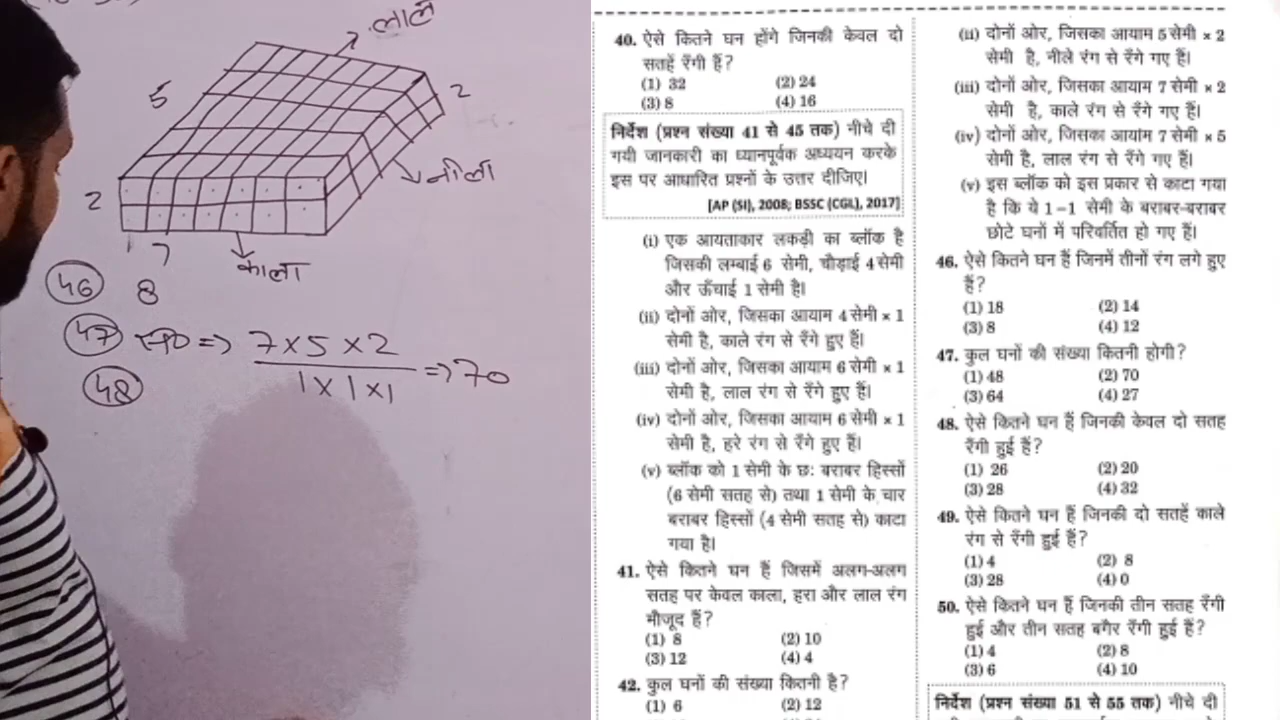 लाल
5
2
नीला
2
7
काला
46 8
47 => 7×5×2
1×1×1 => 70
48
40. ऐसे कितने घन होंगे जिनकी केवल दो
सतहें रँगी हैं?
(1) 32 (2) 24
(3) 8 (4) 16
निर्देश (प्रश्न संख्या 41 से 45 तक) नीचे दी
गयी जानकारी का ध्यानपूर्वक अध्ययन करके
इस पर आधारित प्रश्नों के उत्तर दीजिए।
[AP (SI), 2008; BSSC (CGL), 2017]
(i) एक आयताकार लकड़ी का ब्लॉक है
जिसकी लम्बाई 6 सेमी, चौड़ाई 4 सेमी
और ऊँचाई 1 सेमी है।
(ii) दोनों ओर, जिसका आयाम 4 सेमी × 1
सेमी है, काले रंग से रँगे हुए हैं।
(iii) दोनों ओर, जिसका आयाम 6 सेमी × 1
सेमी है, लाल रंग से रँगे हुए हैं।
(iv) दोनों ओर, जिसका आयाम 6 सेमी × 1
सेमी है, हरे रंग से रँगे हुए हैं।
(v) ब्लॉक को 1 सेमी के छः बराबर हिस्सों
(6 सेमी सतह से) तथा 1 सेमी के चार
बराबर हिस्सों (4 सेमी सतह से) काटा
गया है।
41. ऐसे कितने घन हैं जिसमें अलग-अलग
सतह पर केवल काला, हरा और लाल रंग
मौजूद हैं?
(1) 8 (2) 10
(3) 12 (4) 4
42. कुल घनों की संख्या कितनी है?
(1) 6 (2) 12
(ii) दोनों ओर, जिसका आयाम 5 सेमी × 2
सेमी है, नीले रंग से रँगे गए हैं।
(iii) दोनों ओर, जिसका आयाम 7 सेमी × 2
सेमी है, काले रंग से रँगे गए हैं।
(iv) दोनों ओर, जिसका आयाम 7 सेमी × 5
सेमी है, लाल रंग से रँगे गए हैं।
(v) इस ब्लॉक को इस प्रकार से काटा गया
है कि ये 1-1 सेमी के बराबर-बराबर
छोटे घनों में परिवर्तित हो गए हैं।
46. ऐसे कितने घन हैं जिनमें तीनों रंग लगे हुए
हैं?
(1) 18 (2) 14
(3) 8 (4) 12
47. कुल घनों की संख्या कितनी होगी?
(1) 48 (2) 70
(3) 64 (4) 27
48. ऐसे कितने घन हैं जिनकी केवल दो सतह
रँगी हुई हैं?
(1) 26 (2) 20
(3) 28 (4) 32
49. ऐसे कितने घन हैं जिनकी दो सतहें काले
रंग से रँगी हुई हैं?
(1) 4 (2) 8
(3) 28 (4) 0
50. ऐसे कितने घन हैं जिनकी तीन सतह रँगी
हुई और तीन सतह बगैर रँगी हुई हैं?
(1) 4 (2) 8
(3) 6 (4) 10
निर्देश (प्रश्न संख्या 51 से 55 तक) नीचे दी